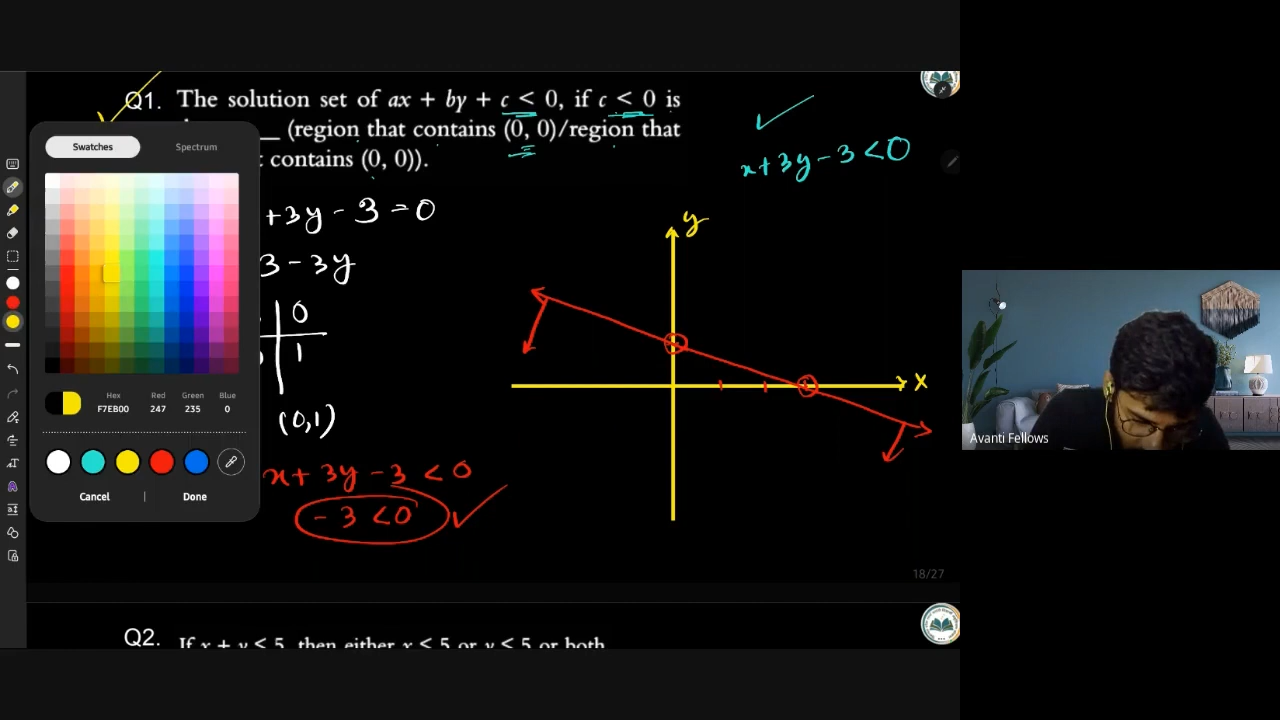 Q1. The solution set of ax + by + c < 0, if c < 0 is
(region that contains (0, 0)/region that
contains (0, 0)).
x+3y-3<0
Swatches Spectrum
+3y-3=0
3-3y
0
1
(0,1)
y
x
Hex Red Green Blue
F7EB00 247 235 0
Cancel Done
x+3y-3<0
-3<0
Avanti Fellows
18/27
Q2. If x + y < 5, then either x < 5 or y < 5 or both